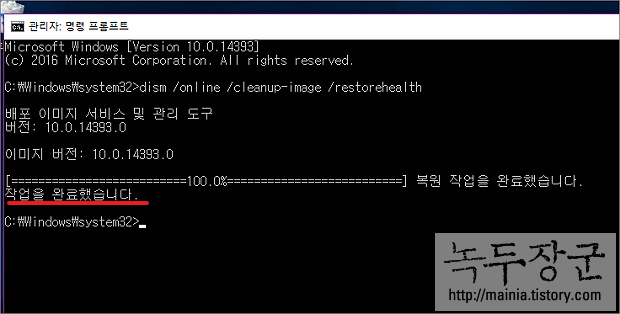 관리자: 명령 프롬프트
Microsoft Windows [Version 10.0.14393]
(c) 2016 Microsoft Corporation. All rights reserved.
C:₩Windows₩system32>dism /online /cleanup-image /restorehealth
배포 이미지 서비스 및 관리 도구
버전: 10.0.14393.0
이미지 버전: 10.0.14393.0
[==========================100.0%==========================] 복원 작업을 완료했습니다.
작업을 완료했습니다.
C:₩Windows₩system32>
녹두장군
http://mainia.tistory.com